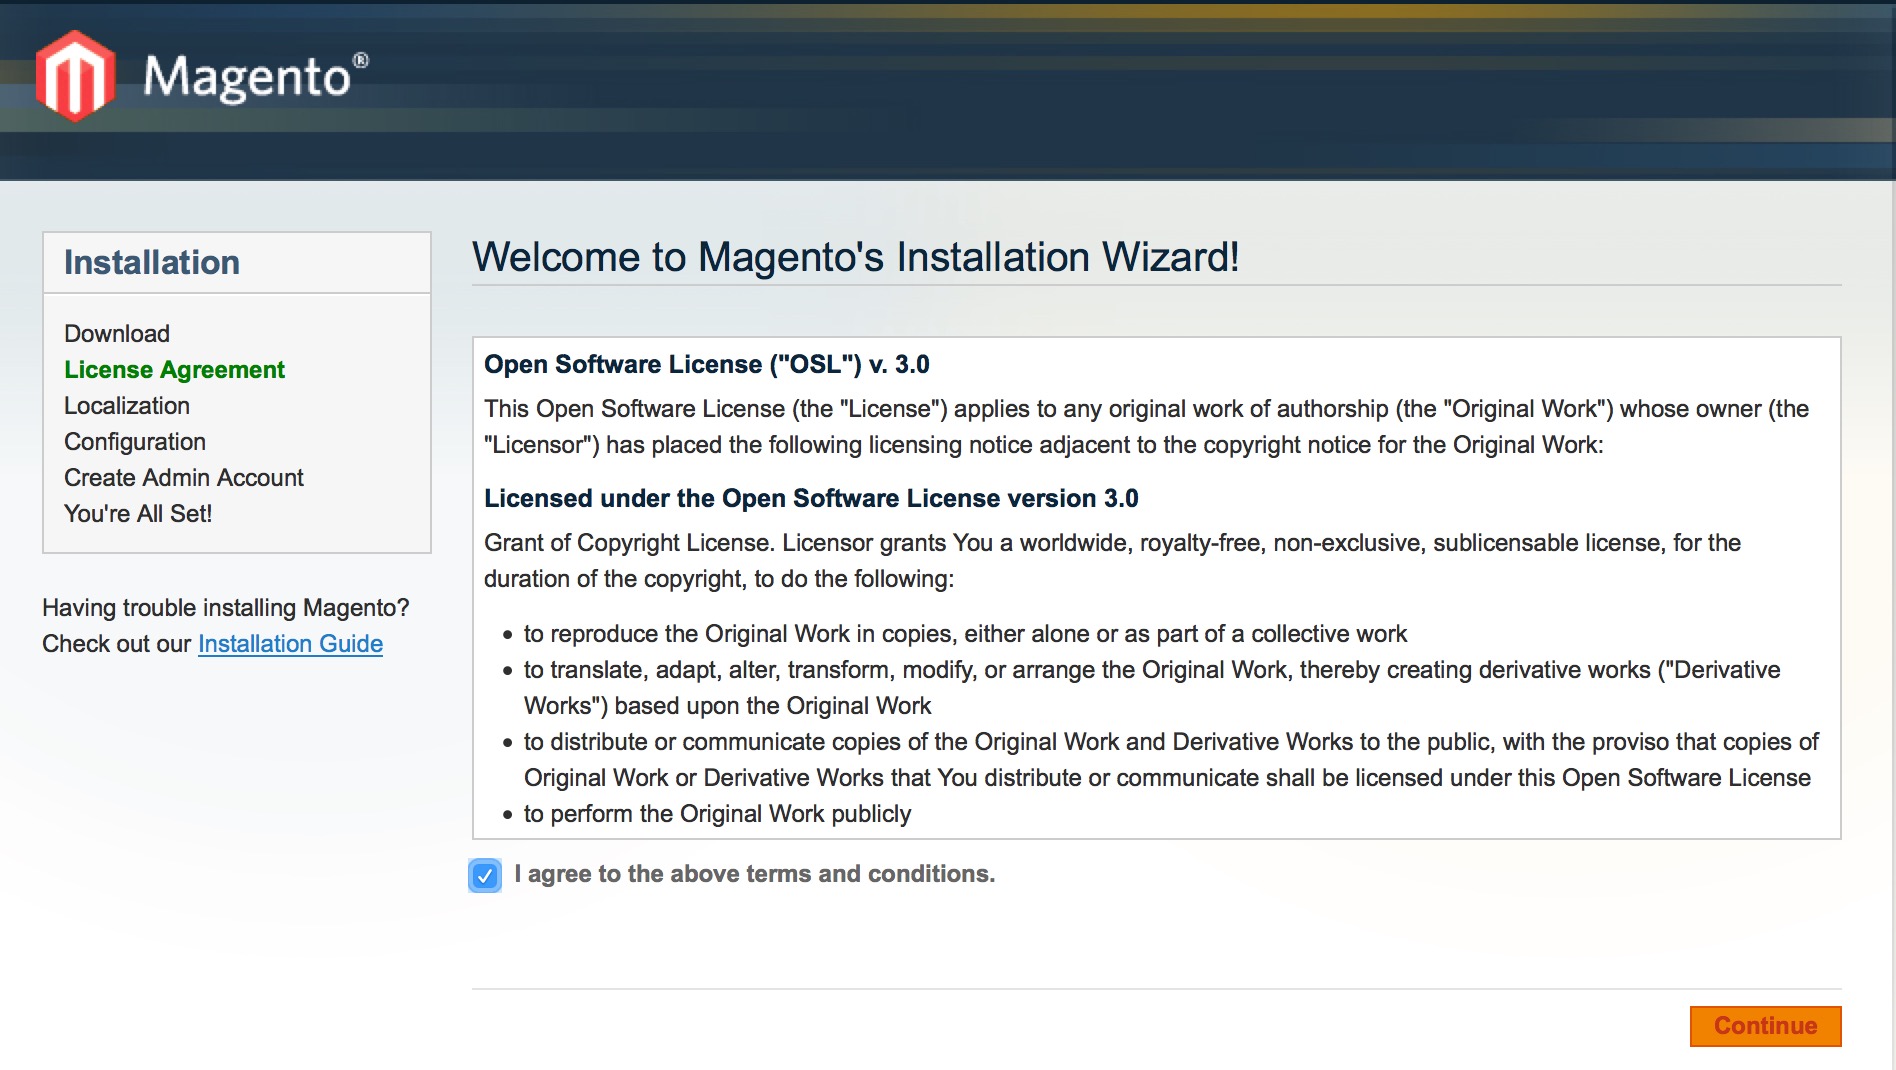 Magento®
Installation
Download
License Agreement
Localization
Configuration
Create Admin Account
You're All Set!
Having trouble installing Magento?
Check out our Installation Guide
Welcome to Magento's Installation Wizard!
Open Software License ("OSL") v. 3.0
This Open Software License (the "License") applies to any original work of authorship (the "Original Work") whose owner (the
"Licensor") has placed the following licensing notice adjacent to the copyright notice for the Original Work:
Licensed under the Open Software License version 3.0
Grant of Copyright License. Licensor grants You a worldwide, royalty-free, non-exclusive, sublicensable license, for the
duration of the copyright, to do the following:
• to reproduce the Original Work in copies, either alone or as part of a collective work
• to translate, adapt, alter, transform, modify, or arrange the Original Work, thereby creating derivative works ("Derivative
Works") based upon the Original Work
• to distribute or communicate copies of the Original Work and Derivative Works to the public, with the proviso that copies of
Original Work or Derivative Works that You distribute or communicate shall be licensed under this Open Software License
• to perform the Original Work publicly
I agree to the above terms and conditions.
Continue